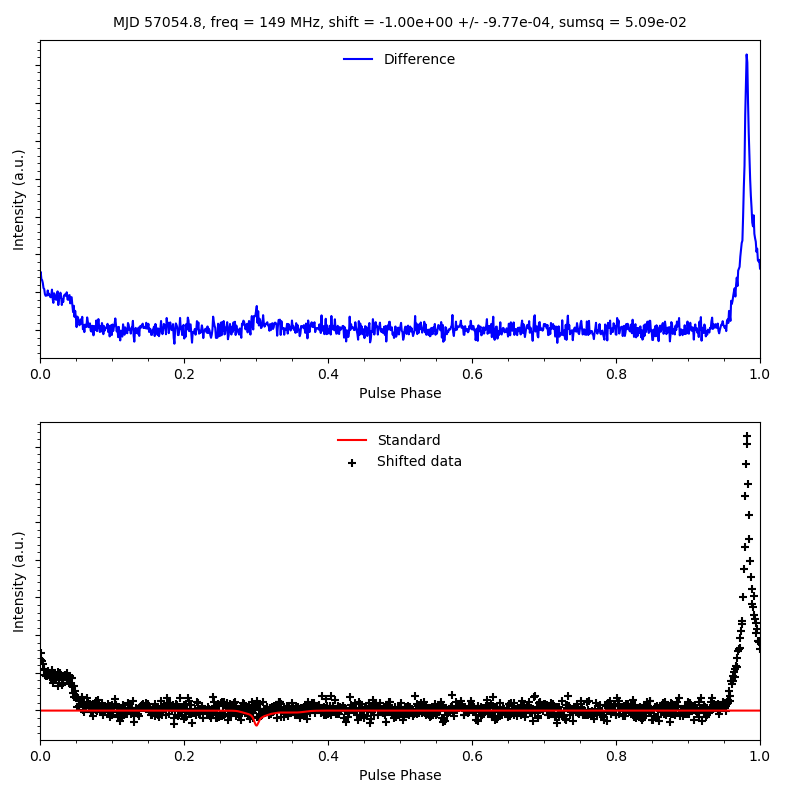 MJD 57054.8, freq = 149 MHz, shift = -1.00e+00 +/- -9.77e-04, sumsq = 5.09e-02
Difference
Intensity (a.u.)
0.0 0.2 0.4 0.6 0.8 1.0
Pulse Phase
Standard
Shifted data
Intensity (a.u.)
0.0 0.2 0.4 0.6 0.8 1.0
Pulse Phase